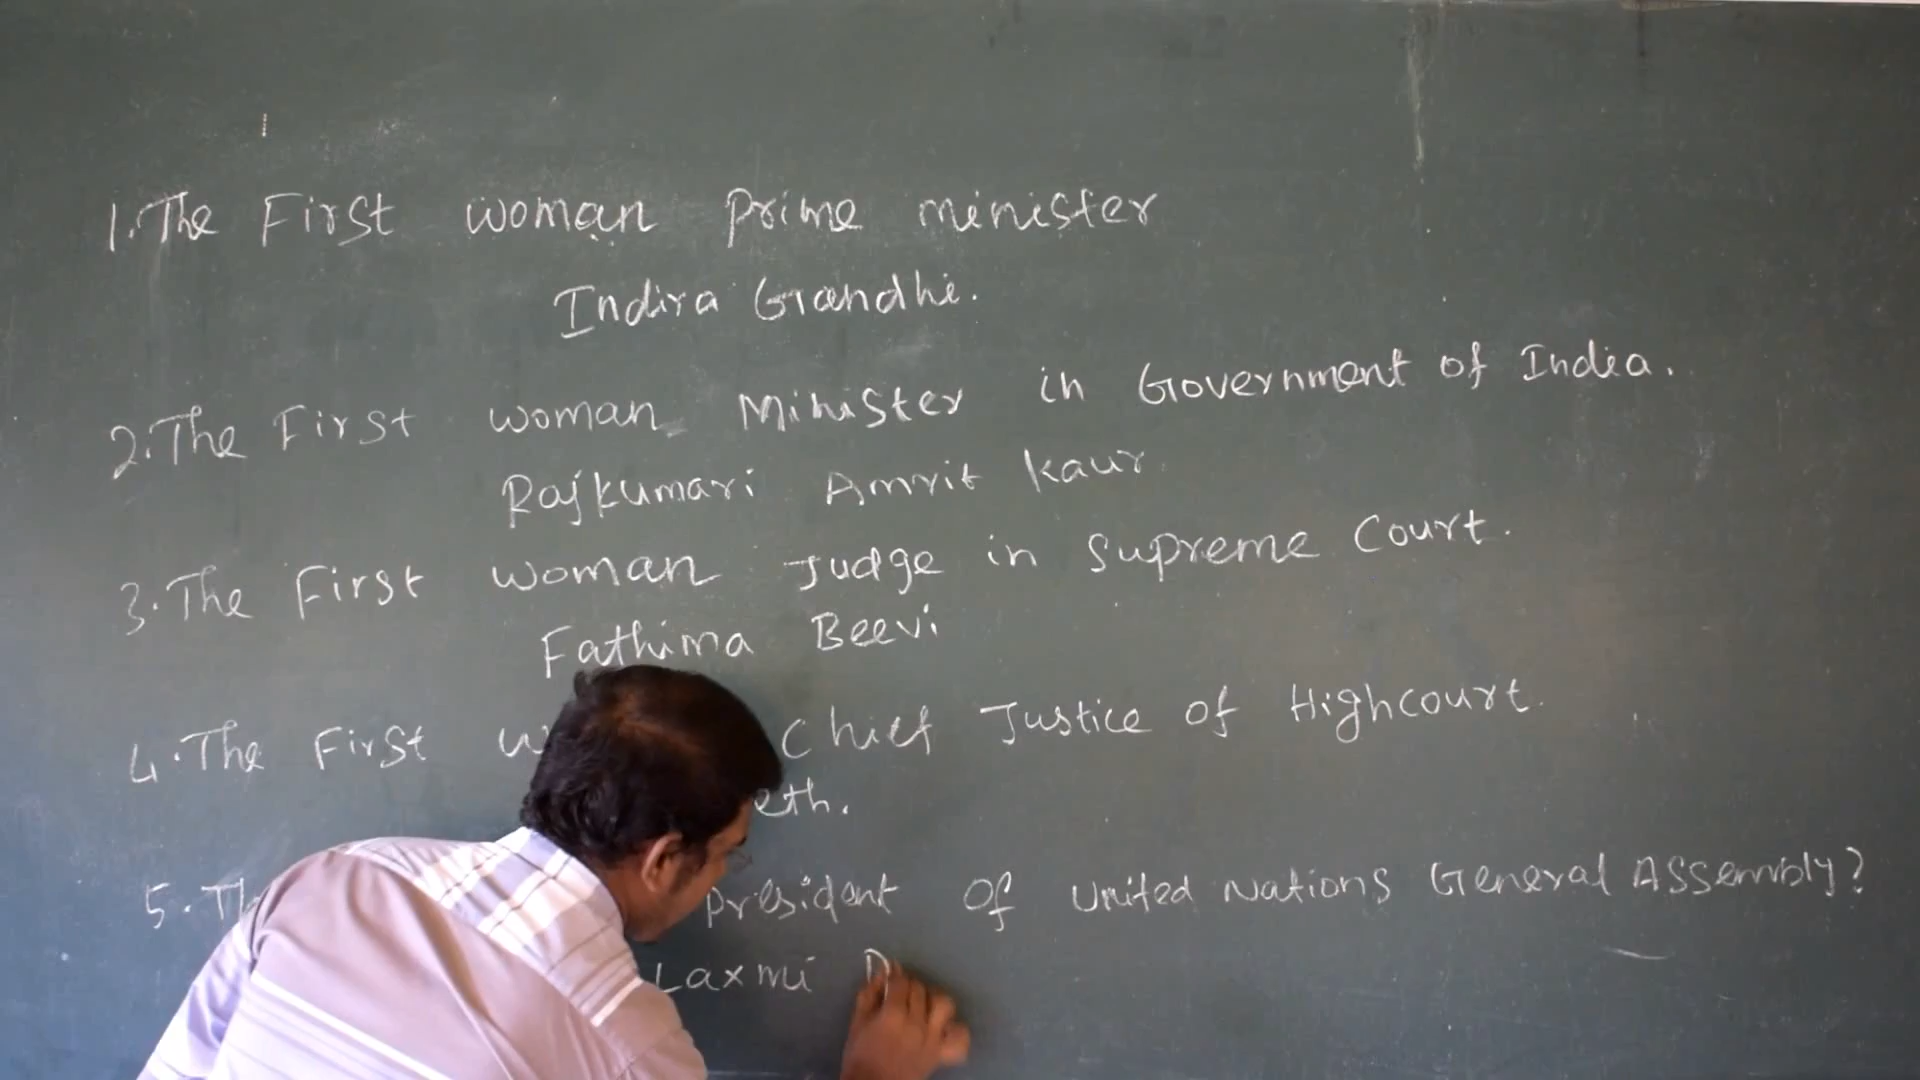 1. The First woman prime minister
Indira Gandhi.
2. The First woman Minister in Government of India.
Rajkumari Amrit kaur
3. The First woman Judge in Supreme Court.
Fathima Beevi
4. The First Chief Justice of Highcourt.
5. president of United Nations General Assembly?
Laxmi